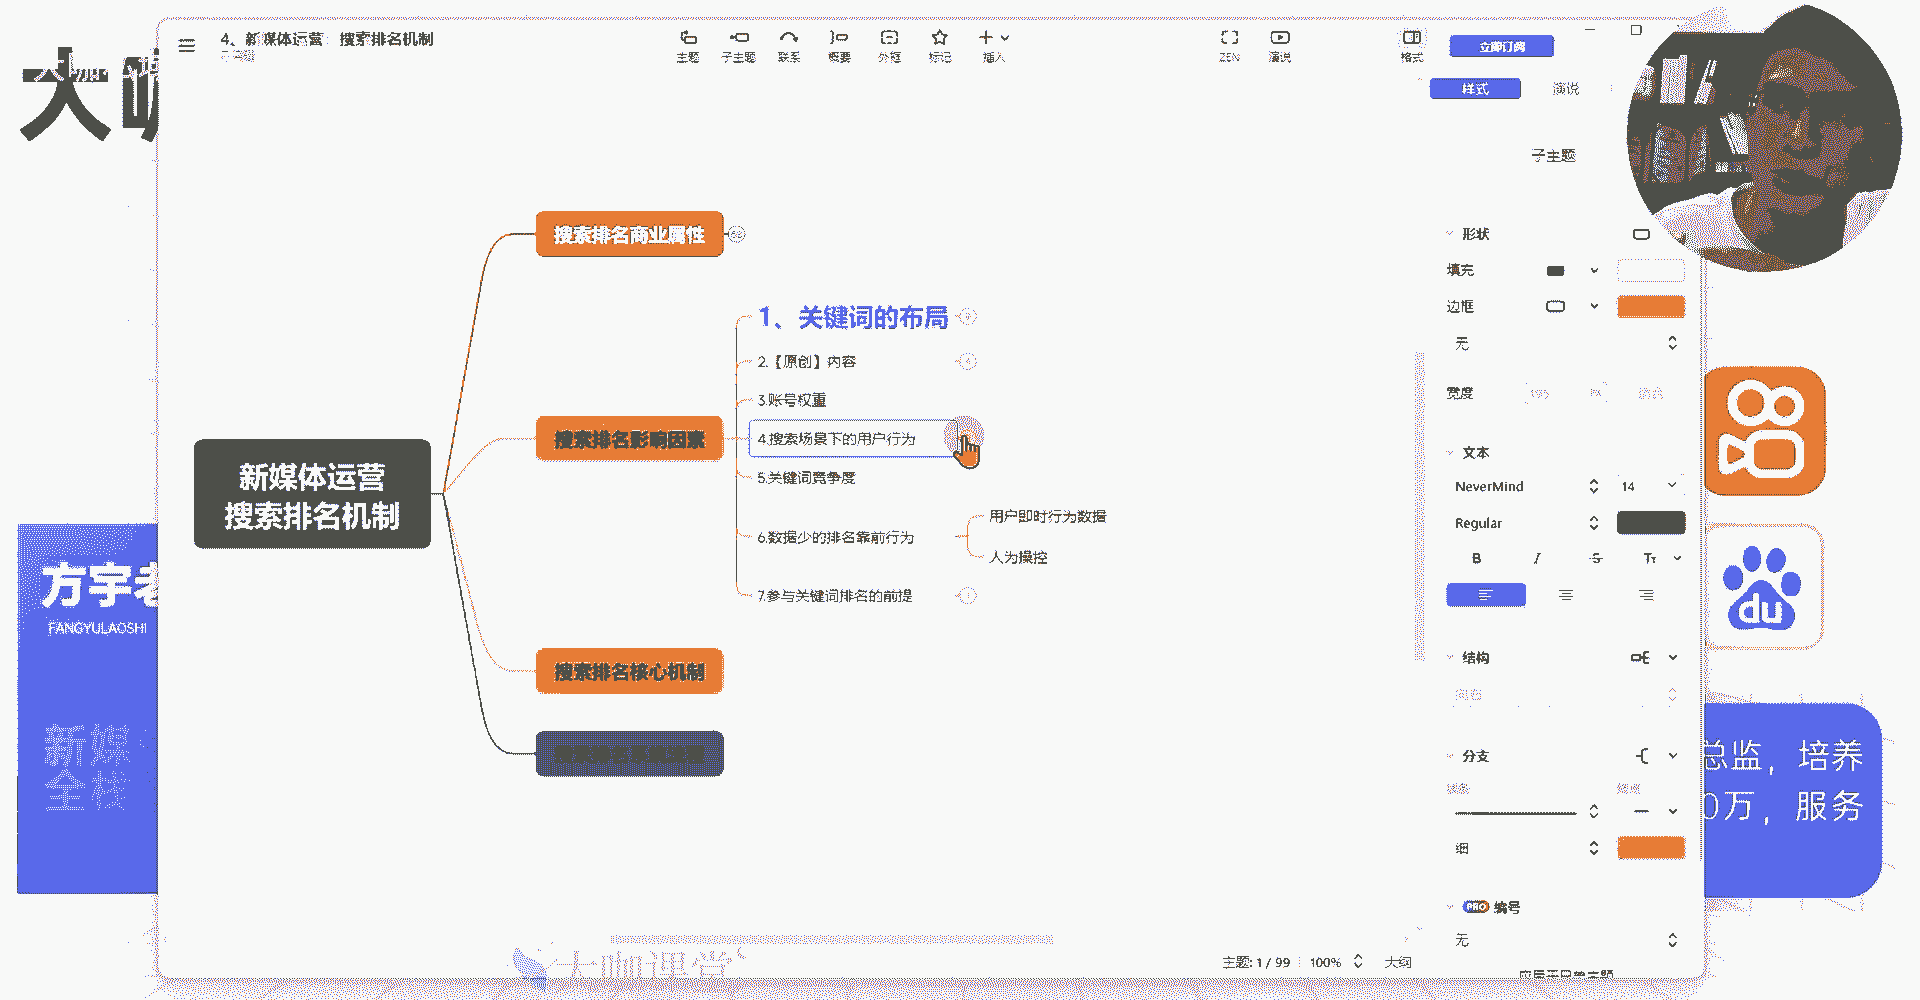 4、新媒体运营：搜索排名机制
主题
子主题
联系
概要
外框
标记
插入
ZEN
演说
格式
立即订阅
样式
演说
子主题
大咖
搜索排名商业属性
1、关键词的布局
2.【原创】内容
3.账号权重
搜索排名影响因素
4.搜索场景下的用户行为
5.关键词竞争度
6.数据少的排名靠前行为
用户即时行为数据
人为操控
7.参与关键词排名的前提
新媒体运营
搜索排名机制
搜索排名核心机制
形状
填充
边框
无
宽度
文本
NeverMind
14
Regular
B
I
S
Tт
结构
分支
细
PRO 编号
无
方宇老
FANGYULAOSHI
新媒
全栈
du
总监，培养
0万，服务
大咖课堂
主题: 1 / 99
100%
大纲